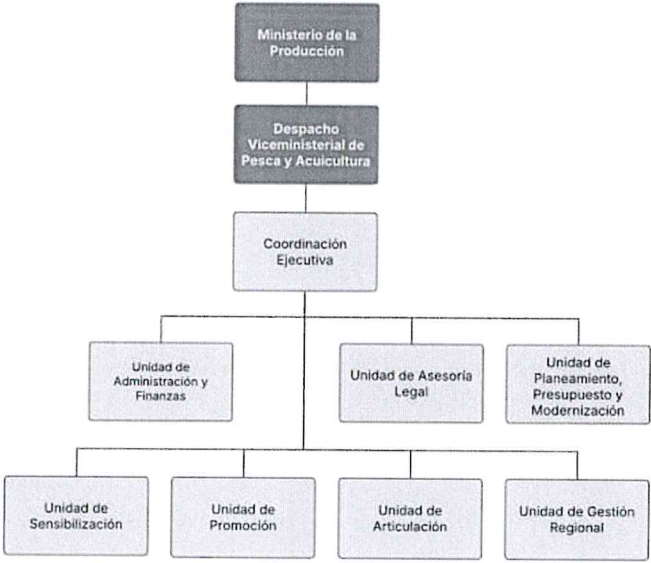 Ministerio de la
Producción
Despacho
Viceministerial de
Pesca y Acuicultura
Coordinación
Ejecutiva
Unidad de
Administración y
Finanzas
Unidad de Asesoría
Legal
Unidad de
Planeamiento,
Presupuesto y
Modernización
Unidad de
Sensibilización
Unidad de
Promoción
Unidad de
Articulación
Unidad de Gestión
Regional